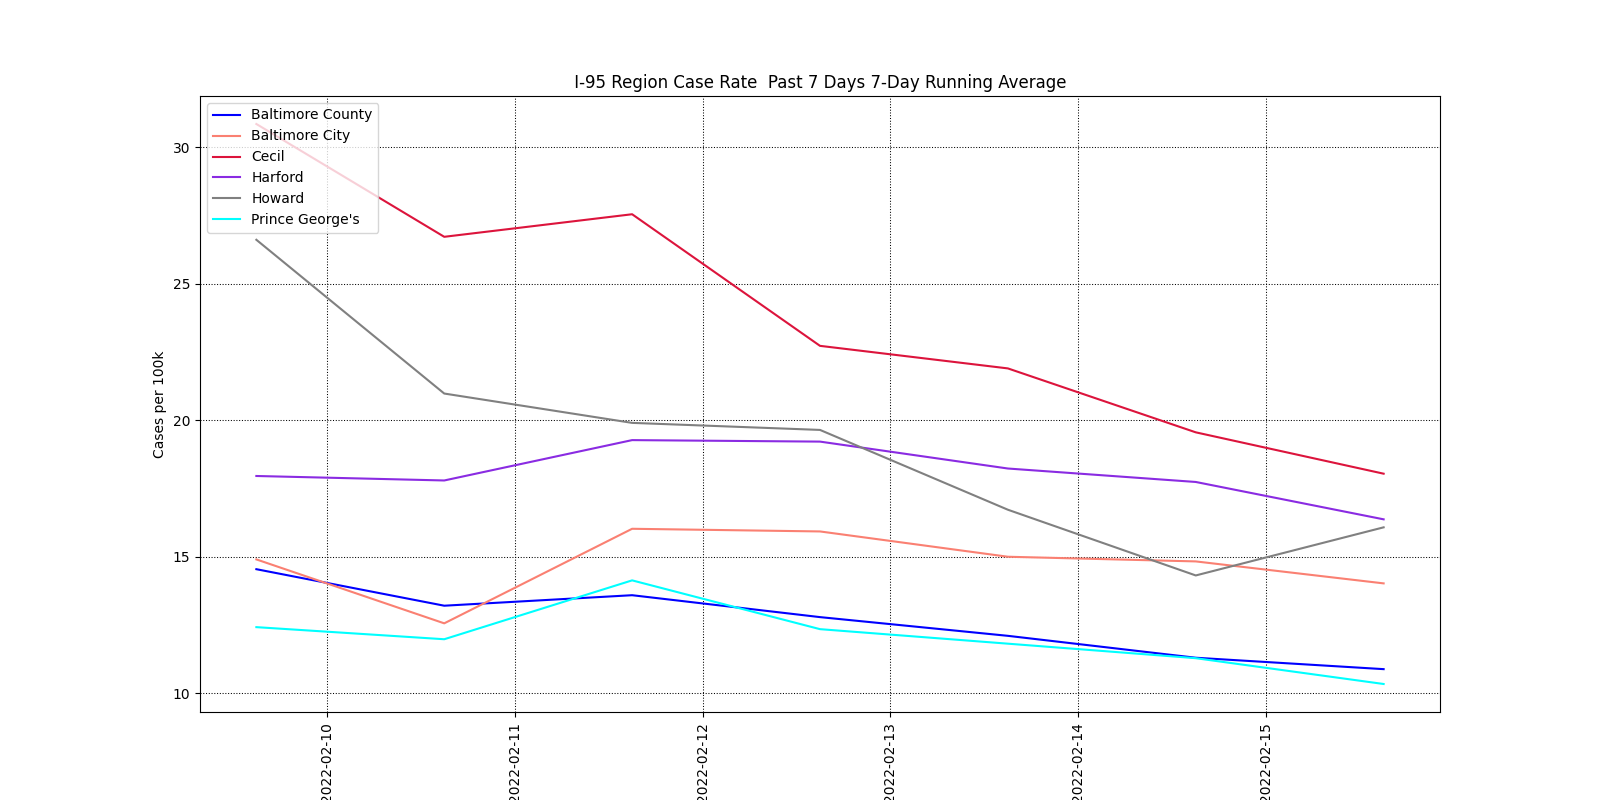 I-95 Region Case Rate  Past 7 Days 7-Day Running Average
Baltimore County
Baltimore City
Cecil
Harford
Howard
Prince George's
30
25
20
15
10
Cases per 100k
2022-02-10
2022-02-11
2022-02-12
2022-02-13
2022-02-14
2022-02-15